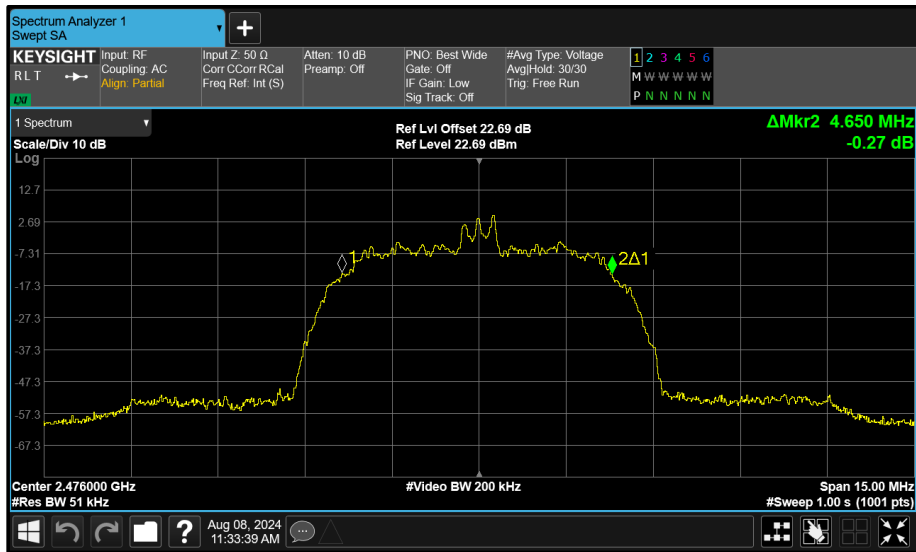 Spectrum Analyzer 1
Swept SA
KEYSIGHT
R L T
LXI
Input: RF
Coupling: AC
Align: Partial
Input Z: 50 Ω
Corr CCorr RCal
Freq Ref: Int (S)
Atten: 10 dB
Preamp: Off
PNO: Best Wide
Gate: Off
IF Gain: Low
Sig Track: Off
#Avg Type: Voltage
Avg|Hold: 30/30
Trig: Free Run
1 2 3 4 5 6
M W W W W W
P N N N N N
1 Spectrum
Scale/Div 10 dB
Log
Ref Lvl Offset 22.69 dB
Ref Level 22.69 dBm
ΔMkr2 4.650 MHz
-0.27 dB
12.7
2.69
-7.31
-17.3
-27.3
-37.3
-47.3
-57.3
-67.3
1
2Δ1
Center 2.476000 GHz
#Res BW 51 kHz
#Video BW 200 kHz
Span 15.00 MHz
#Sweep 1.00 s (1001 pts)
?
Aug 08, 2024
11:33:39 AM